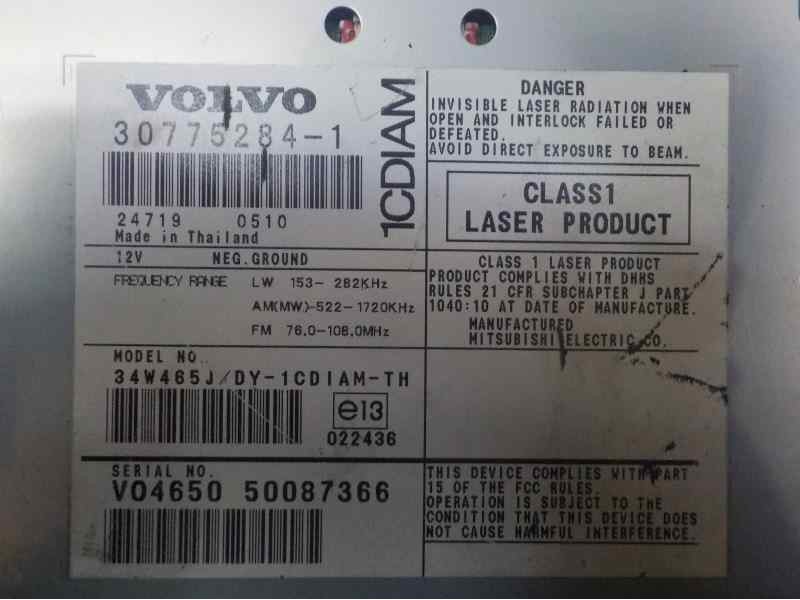 VOLVO
30775284-1
1CDIAM
24719 0510
Made in Thailand
12V NEG.GROUND
FREQUENCY RANGE LW 153-282KHz
AM(MW)-522-1720KHz
FM 76.0-108.0MHz
MODEL NO.
34W465J/DY-1CDIAM-TH
e13
022436
SERIAL NO.
V04650 50087366
DANGER
INVISIBLE LASER RADIATION WHEN
OPEN AND INTERLOCK FAILED OR
DEFEATED.
AVOID DIRECT EXPOSURE TO BEAM.
CLASS1
LASER PRODUCT
CLASS 1 LASER PRODUCT
PRODUCT COMPLIES WITH DHHS
RULES 21 CFR SUBCHAPTER J PART
1040:10 AT DATE OF MANUFACTURE.
MANUFACTURED
MITSUBISHI ELECTRIC CO.
THIS DEVICE COMPLIES WITH PART
15 OF THE FCC RULES.
OPERATION IS SUBJECT TO THE
CONDITION THAT THIS DEVICE DOES
NOT CAUSE HARMFUL INTERFERENCE.